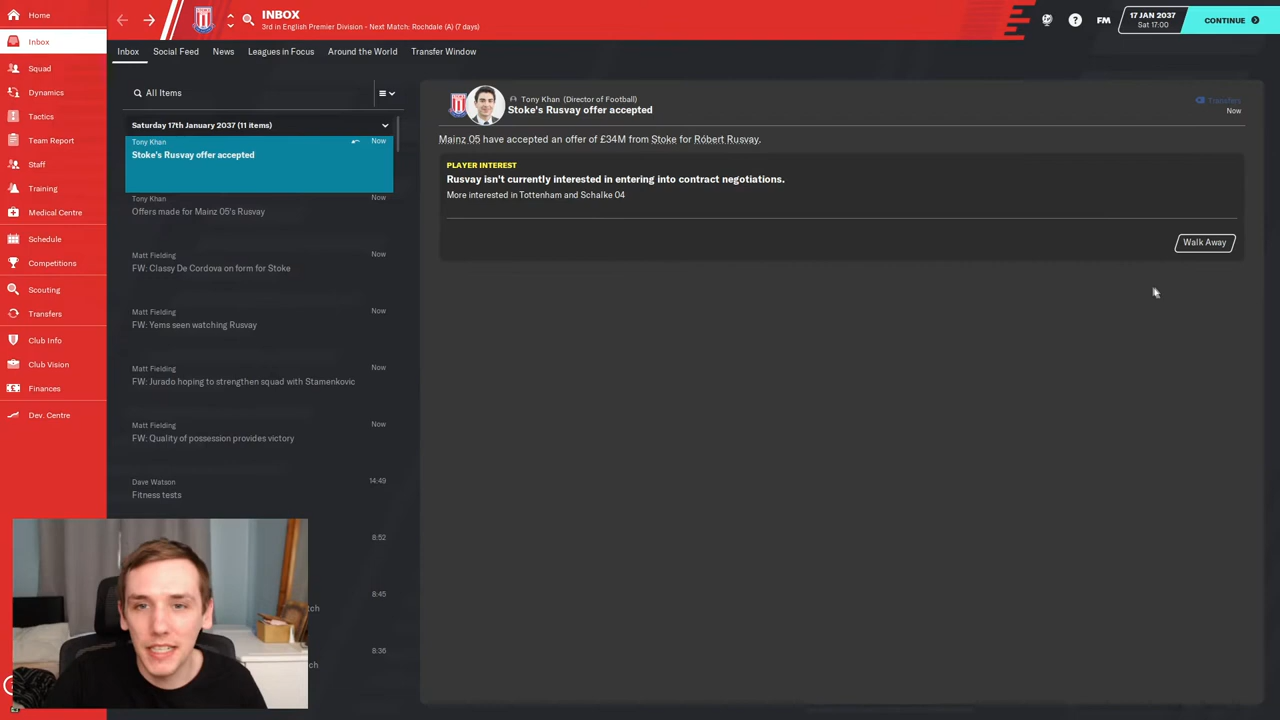 Home
Inbox
Squad
Dynamics
Tactics
Team Report
Staff
Training
Medical Centre
Schedule
Competitions
Scouting
Transfers
Club Info
Club Vision
Finances
Dev. Centre
INBOX
3rd in English Premier Division - Next Match: Rochdale (A) (7 days)
FM
17 JAN 2037
Sat 17:00
CONTINUE
Inbox
Social Feed
News
Leagues in Focus
Around the World
Transfer Window
All Items
Saturday 17th January 2037 (11 items)
Tony Khan
Now
Stoke's Rusvay offer accepted
Tony Khan
Now
Offers made for Mainz 05's Rusvay
Matt Fielding
Now
FW: Classy De Cordova on form for Stoke
Matt Fielding
Now
FW: Yems seen watching Rusvay
Matt Fielding
Now
FW: Jurado hoping to strengthen squad with Stamenkovic
Matt Fielding
Now
FW: Quality of possession provides victory
Dave Watson
14:49
Fitness tests
8:52
8:45
tch
8:36
ch
Tony Khan (Director of Football)
Stoke's Rusvay offer accepted
Transfers
Now
Mainz 05 have accepted an offer of £34M from Stoke for Róbert Rusvay.
PLAYER INTEREST
Rusvay isn't currently interested in entering into contract negotiations.
More interested in Tottenham and Schalke 04
Walk Away